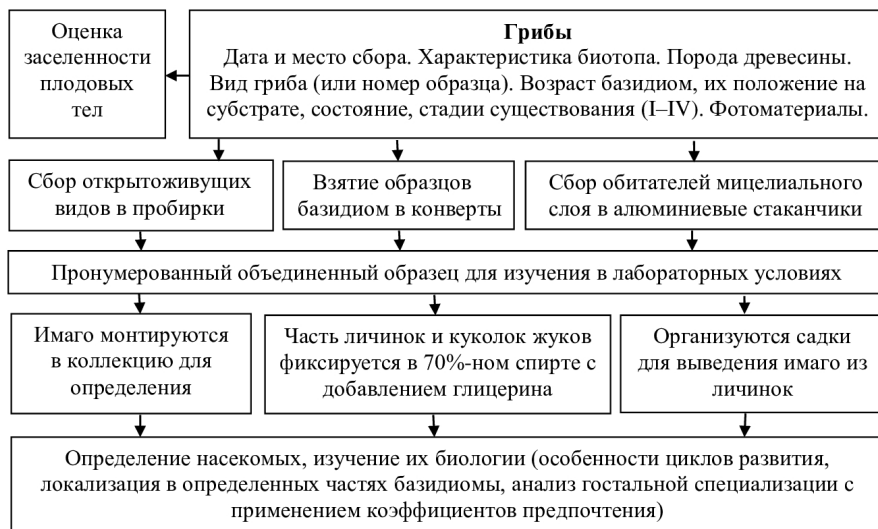 Оценка
заселенности
плодовых
тел
Грибы
Дата и место сбора. Характеристика биотопа. Порода древесины.
Вид гриба (или номер образца). Возраст базидиом, их положение на
субстрате, состояние, стадии существования (I–IV). Фотоматериалы.
Сбор открытоживущих
видов в пробирки
Взятие образцов
базидиом в конверты
Сбор обитателей мицелиального
слоя в алюминиевые стаканчики
Пронумерованный объединенный образец для изучения в лабораторных условиях
Имаго монтируются
в коллекцию для
определения
Часть личинок и куколок жуков
фиксируется в 70%-ном спирте с
добавлением глицерина
Организуются садки
для выведения имаго из
личинок
Определение насекомых, изучение их биологии (особенности циклов развития,
локализация в определенных частях базидиомы, анализ гостальной специализации с
применением коэффициентов предпочтения)